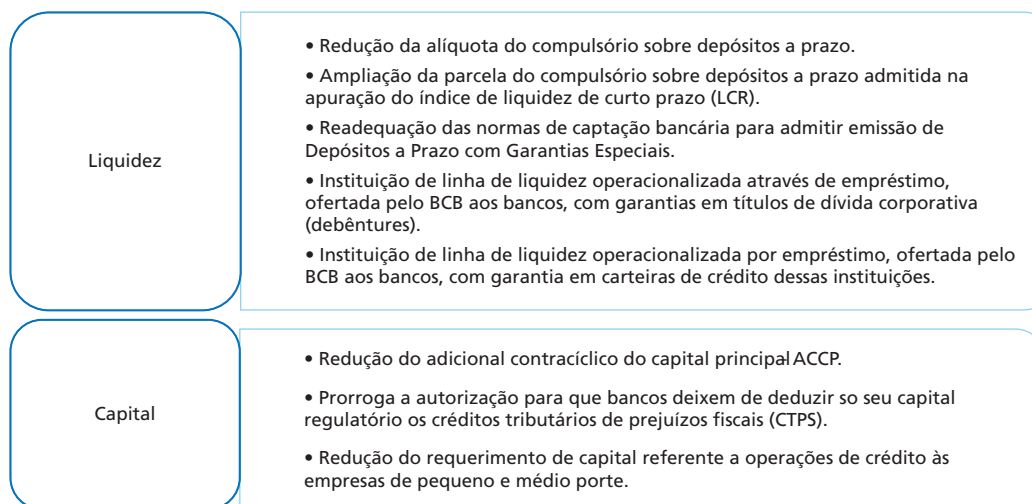 Liquidez
• Redução da alíquota do compulsório sobre depósitos a prazo.
• Ampliação da parcela do compulsório sobre depósitos a prazo admitida na
apuração do índice de liquidez de curto prazo (LCR).
• Readequação das normas de captação bancária para admitir emissão de
Depósitos a Prazo com Garantias Especiais.
• Instituição de linha de liquidez operacionalizada através de empréstimo,
ofertada pelo BCB aos bancos, com garantias em títulos de dívida corporativa
(debêntures).
• Instituição de linha de liquidez operacionalizada por empréstimo, ofertada pelo
BCB aos bancos, com garantia em carteiras de crédito dessas instituições.
Capital
• Redução do adicional contracíclico do capital principal-ACCP.
• Prorroga a autorização para que bancos deixem de deduzir so seu capital
regulatório os créditos tributários de prejuízos fiscais (CTPS).
• Redução do requerimento de capital referente a operações de crédito às
empresas de pequeno e médio porte.